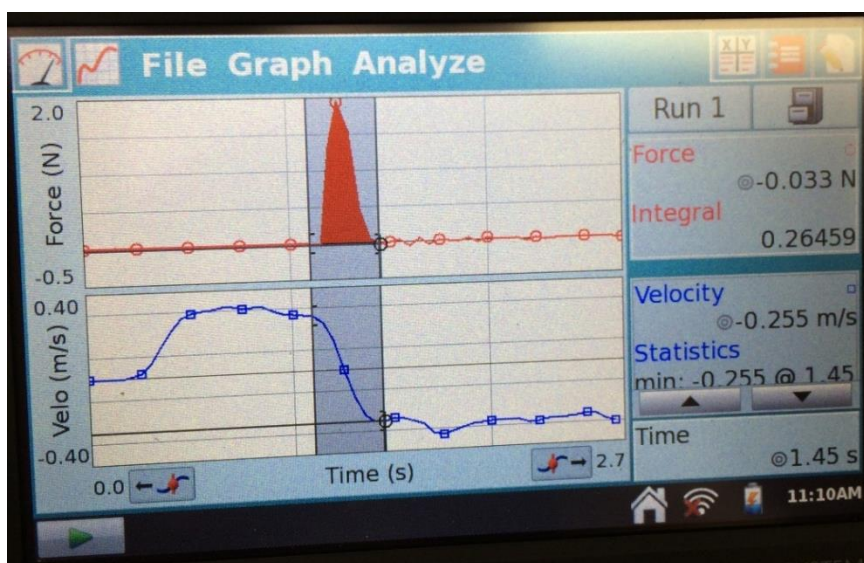 File Graph Analyze
X Y
2.0
Force (N)
-0.5
0.40
Velo (m/s)
-0.40
0.0
Time (s)
2.7
Run 1
Force
-0.033 N
Integral
0.26459
Velocity
-0.255 m/s
Statistics
min: -0.255 @ 1.45
Time
1.45 s
11:10AM